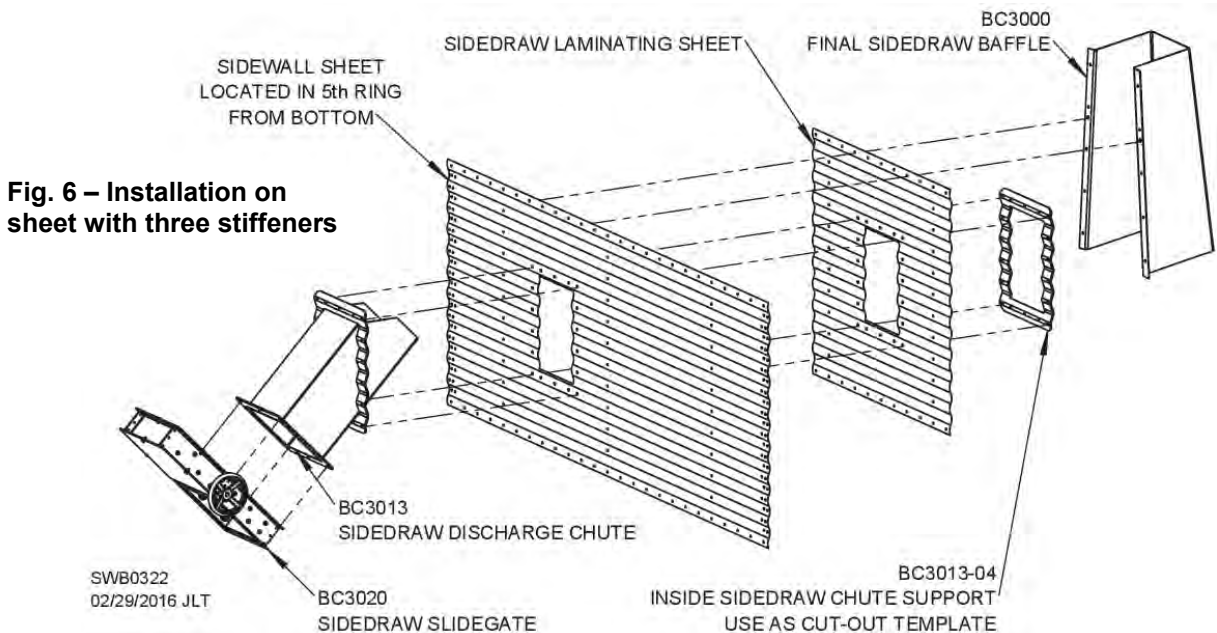 BC3000
FINAL SIDEDRAW BAFFLE
SIDEDRAW LAMINATING SHEET
SIDEWALL SHEET
LOCATED IN 5th RING
FROM BOTTOM
Fig. 6 – Installation on
sheet with three stiffeners
BC3013
SIDEDRAW DISCHARGE CHUTE
SWB0322
02/29/2016 JLT
BC3020
SIDEDRAW SLIDEGATE
BC3013-04
INSIDE SIDEDRAW CHUTE SUPPORT
USE AS CUT-OUT TEMPLATE